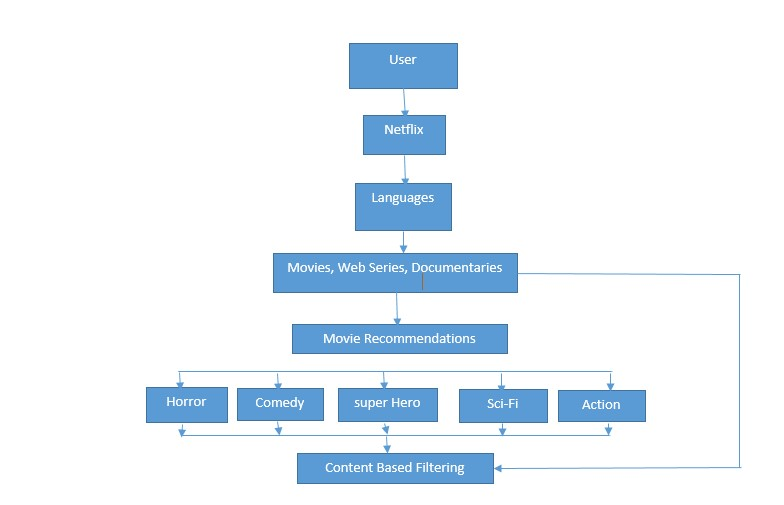 User
Netflix
Languages
Movies, Web Series, Documentaries
Movie Recommendations
Horror
Comedy
super Hero
Sci-Fi
Action
Content Based Filtering